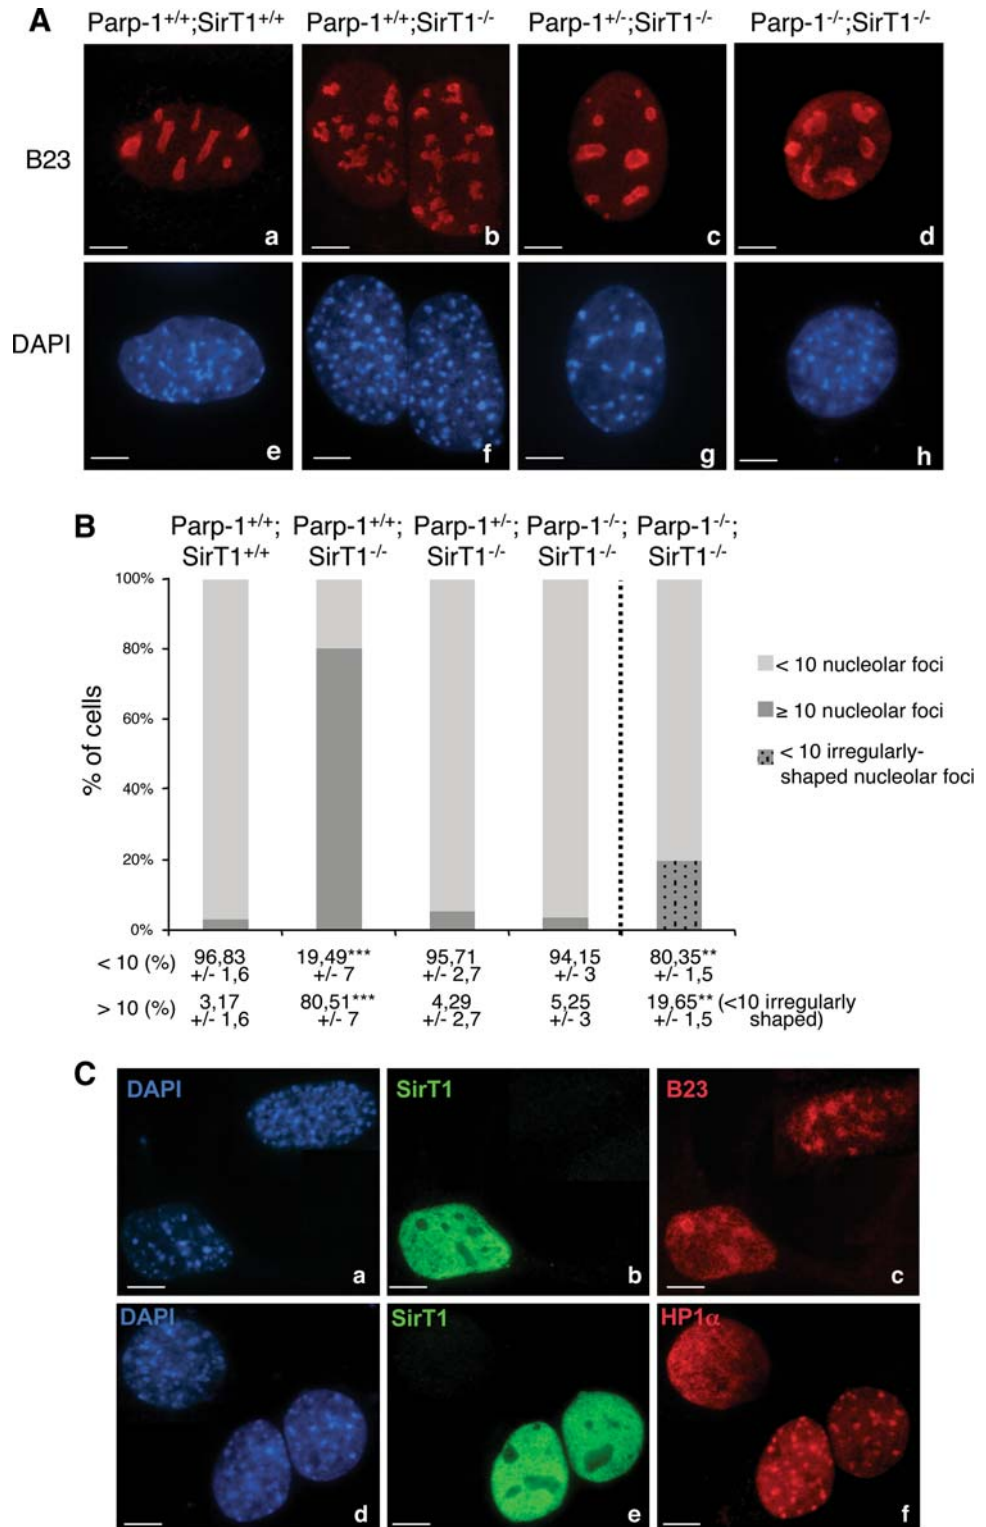 A
Parp-1+/+;SirT1+/+ Parp-1+/+;SirT1-/- Parp-1+/-;SirT1-/- Parp-1-/-;SirT1-/-
B23
a b c d
DAPI
e f g h
B
Parp-1+/+; Parp-1+/+; Parp-1+/-; Parp-1-/-; Parp-1-/-;
SirT1+/+ SirT1-/- SirT1-/- SirT1-/- SirT1-/-
100%
80%
60%
40%
20%
0%
% of cells
< 10 nucleolar foci
≥ 10 nucleolar foci
< 10 irregularly-
shaped nucleolar foci
< 10 (%) 96,83 19,49*** 95,71 94,15 80,35**
+/- 1,6 +/- 7 +/- 2,7 +/- 3 +/- 1,5
> 10 (%) 3,17 80,51*** 4,29 5,25 19,65** (<10 irregularly
+/- 1,6 +/- 7 +/- 2,7 +/- 3 +/- 1,5 shaped)
C
DAPI SirT1 B23
a b c
DAPI SirT1 HP1α
d e f